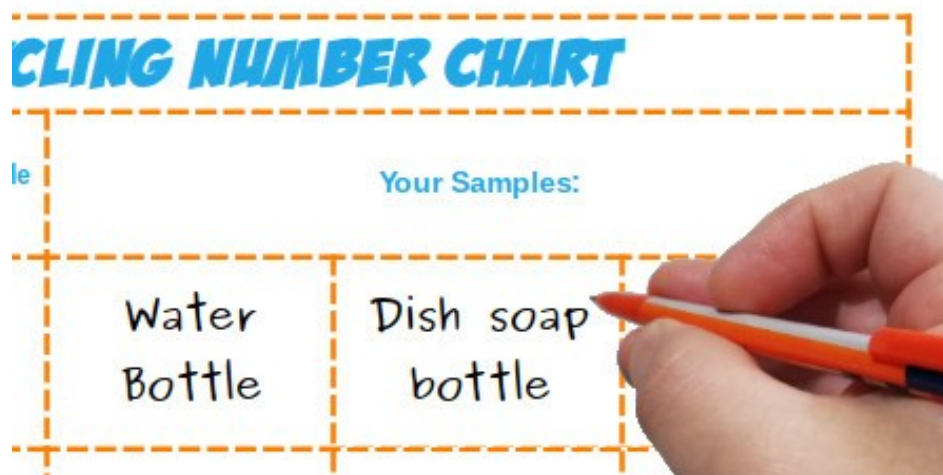 CLING NUMBER CHART
le
Your Samples:
Water
Bottle
Dish soap
bottle